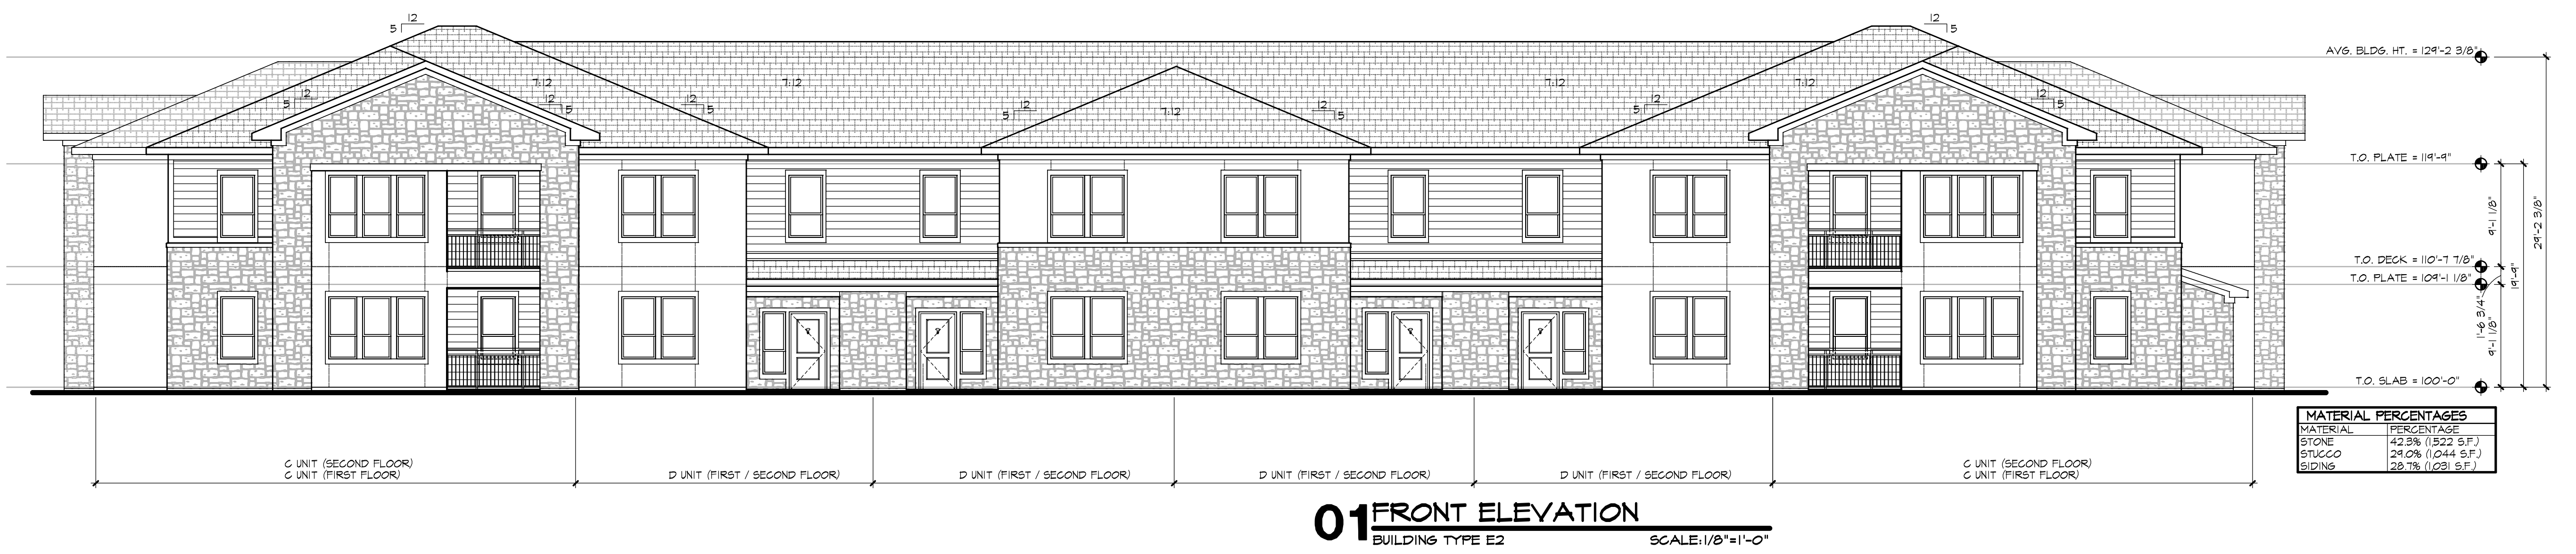 12
5
12
5
AVG. BLDG. HT. = 129'-2 3/8"
12
5
7:12
12
5
12
5
7:12
12
5
7:12
12
5
7:12
12
5
7:12
12
5
T.O. PLATE = 119'-9"
T.O. DECK = 110'-7 7/8"
T.O. PLATE = 109'-1 1/8"
T.O. SLAB = 100'-0"
9'-1 1/8"
1'-6 3/4"
9'-1 1/8"
19'-9"
29'-2 3/8"
C UNIT (SECOND FLOOR)
C UNIT (FIRST FLOOR)
D UNIT (FIRST / SECOND FLOOR)
D UNIT (FIRST / SECOND FLOOR)
D UNIT (FIRST / SECOND FLOOR)
D UNIT (FIRST / SECOND FLOOR)
C UNIT (SECOND FLOOR)
C UNIT (FIRST FLOOR)
MATERIAL PERCENTAGES
MATERIAL PERCENTAGE
STONE 42.3% (1,522 S.F.)
STUCCO 29.0% (1,044 S.F.)
SIDING 28.7% (1,031 S.F.)
01 FRONT ELEVATION
BUILDING TYPE E2 SCALE:1/8"=1'-0"